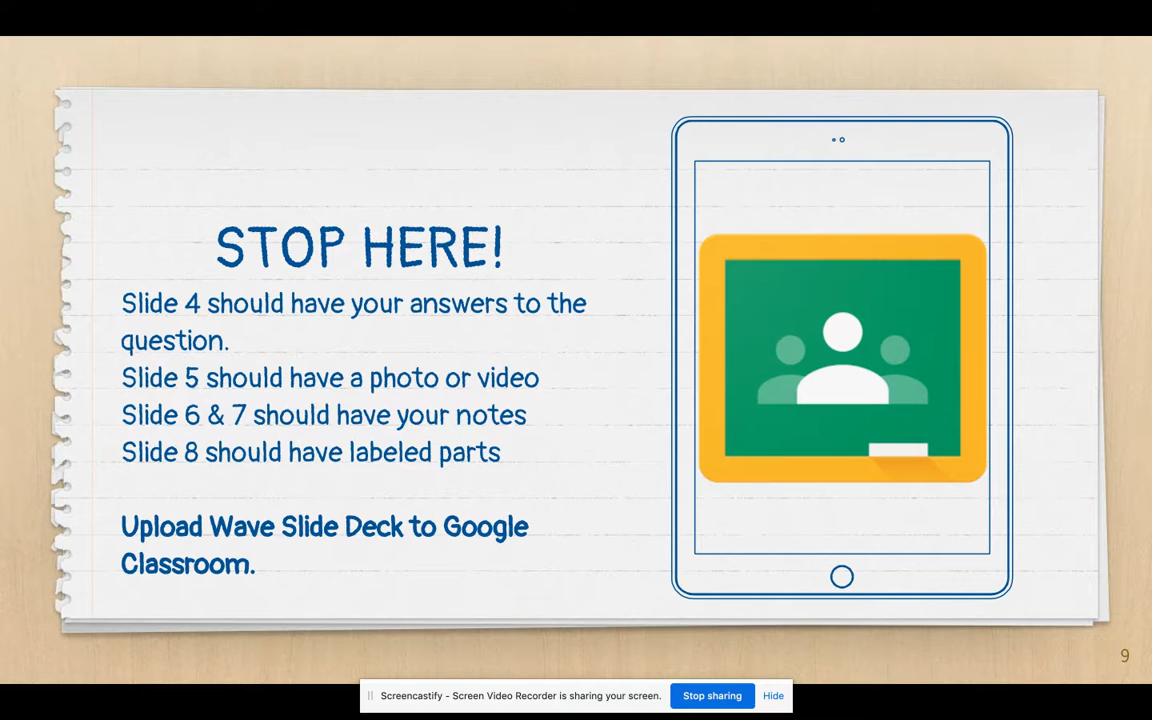 STOP HERE!
Slide 4 should have your answers to the
question.
Slide 5 should have a photo or video
Slide 6 & 7 should have your notes
Slide 8 should have labeled parts
Upload Wave Slide Deck to Google
Classroom.
9
Screencastify - Screen Video Recorder is sharing your screen. Stop sharing Hide